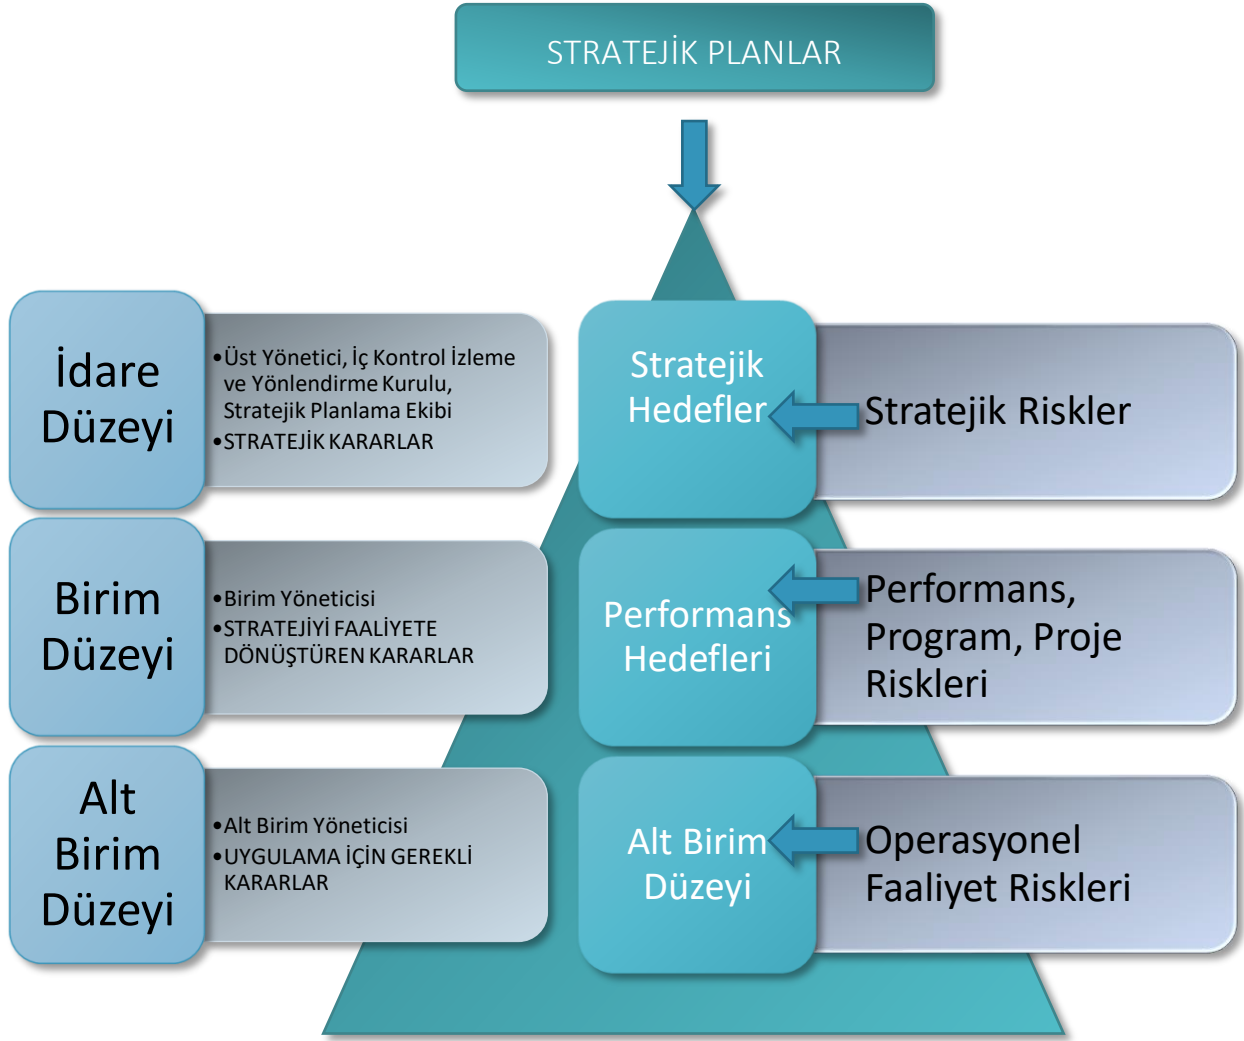 STRATEJİK PLANLAR
İdare
Düzeyi
•Üst Yönetici, İç Kontrol İzleme
ve Yönlendirme Kurulu,
Stratejik Planlama Ekibi
•STRATEJİK KARARLAR
Stratejik
Hedefler
Stratejik Riskler
Birim
Düzeyi
•Birim Yöneticisi
•STRATEJİYİ FAALİYETE
DÖNÜŞTÜREN KARARLAR
Performans
Hedefleri
Performans,
Program, Proje
Riskleri
Alt
Birim
Düzeyi
•Alt Birim Yöneticisi
•UYGULAMA İÇİN GEREKLİ
KARARLAR
Alt Birim
Düzeyi
Operasyonel
Faaliyet Riskleri